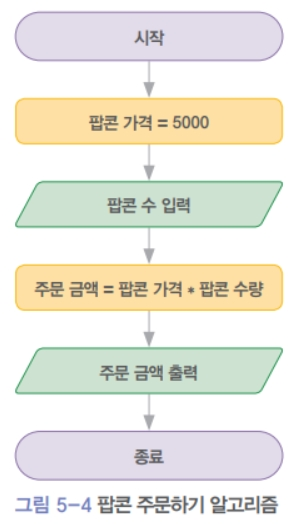 시작
팝콘 가격 = 5000
팝콘 수 입력
주문 금액 = 팝콘 가격 * 팝콘 수량
주문 금액 출력
종료
그림 5-4 팝콘 주문하기 알고리즘